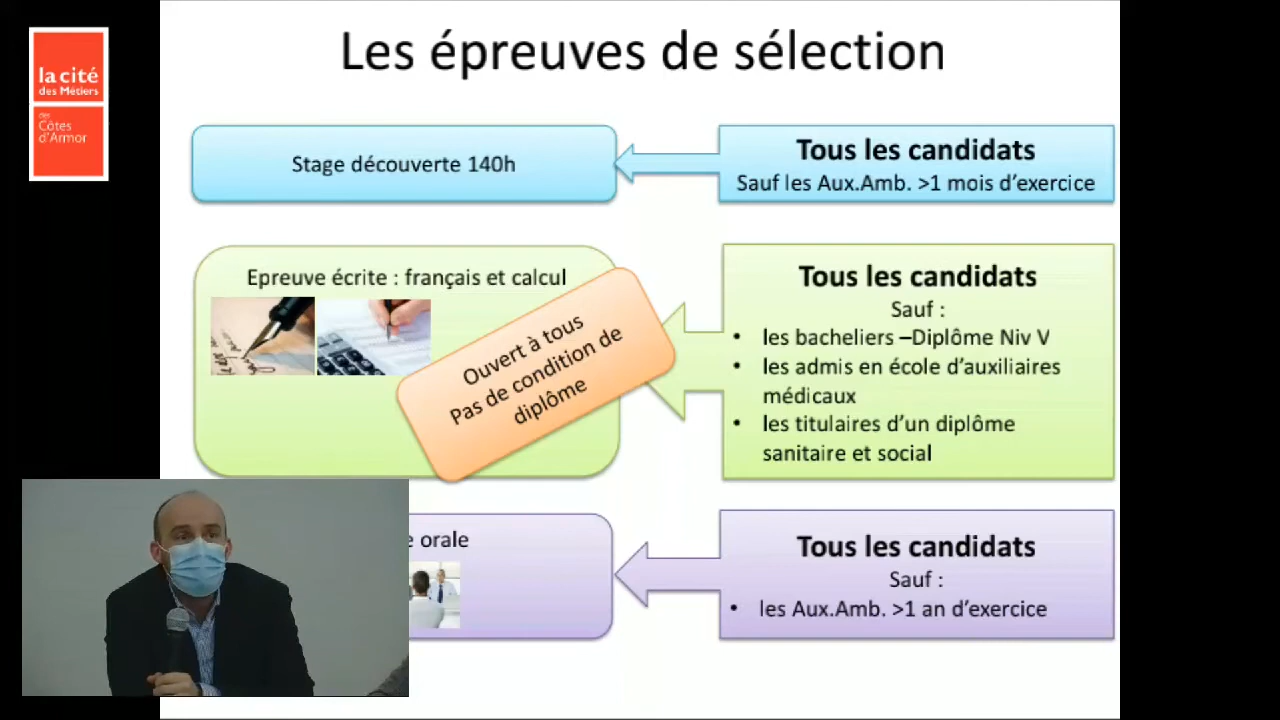 Les épreuves de sélection
la cité
des Métiers
des
Côtes
d'Armor
Stage découverte 140h
Tous les candidats
Sauf les Aux.Amb. >1 mois d'exercice
Epreuve écrite : français et calcul
Ouvert à tous
Pas de condition de
diplôme
Tous les candidats
Sauf :
• les bacheliers –Diplôme Niv V
• les admis en école d'auxiliaires
médicaux
• les titulaires d'un diplôme
sanitaire et social
e orale
Tous les candidats
Sauf :
• les Aux.Amb. >1 an d'exercice